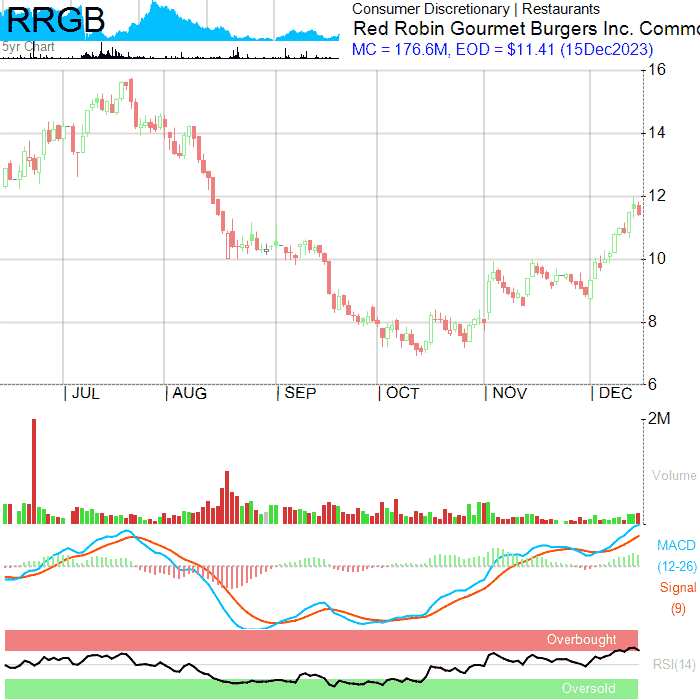 RRGB
5yr Chart
Consumer Discretionary | Restaurants
Red Robin Gourmet Burgers Inc. Commo
MC = 176.6M, EOD = $11.41 (15Dec2023)
16
14
12
10
8
6
| JUL | AUG | SEP | OCT | NOV | DEC
2M
Volume
MACD
(12-26)
Signal
(9)
Overbought
RSI(14)
Oversold